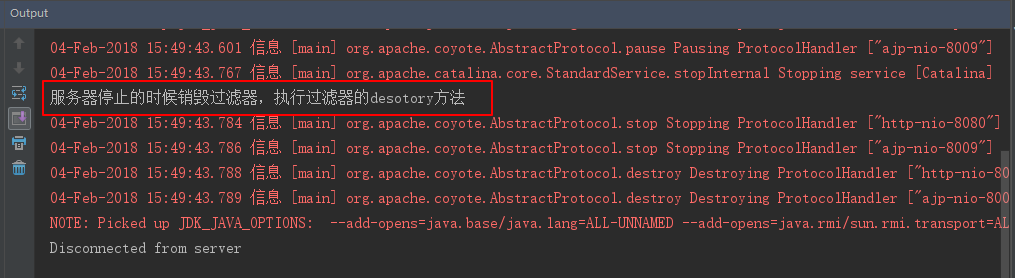 Output
04-Feb-2018 15:49:43.601 信息 [main] org.apache.coyote.AbstractProtocol.pause Pausing ProtocolHandler ["ajp-nio-8009"]
04-Feb-2018 15:49:43.767 信息 [main] org.apache.catalina.core.StandardService.stopInternal Stopping service [Catalina]
服务器停止的时候销毁过滤器，执行过滤器的desotory方法
04-Feb-2018 15:49:43.784 信息 [main] org.apache.coyote.AbstractProtocol.stop Stopping ProtocolHandler ["http-nio-8080"]
04-Feb-2018 15:49:43.786 信息 [main] org.apache.coyote.AbstractProtocol.stop Stopping ProtocolHandler ["ajp-nio-8009"]
04-Feb-2018 15:49:43.788 信息 [main] org.apache.coyote.AbstractProtocol.destroy Destroying ProtocolHandler ["http-nio-80
04-Feb-2018 15:49:43.789 信息 [main] org.apache.coyote.AbstractProtocol.destroy Destroying ProtocolHandler ["ajp-nio-800
NOTE: Picked up JDK_JAVA_OPTIONS:  --add-opens=java.base/java.lang=ALL-UNNAMED --add-opens=java.rmi/sun.rmi.transport=AL
Disconnected from server